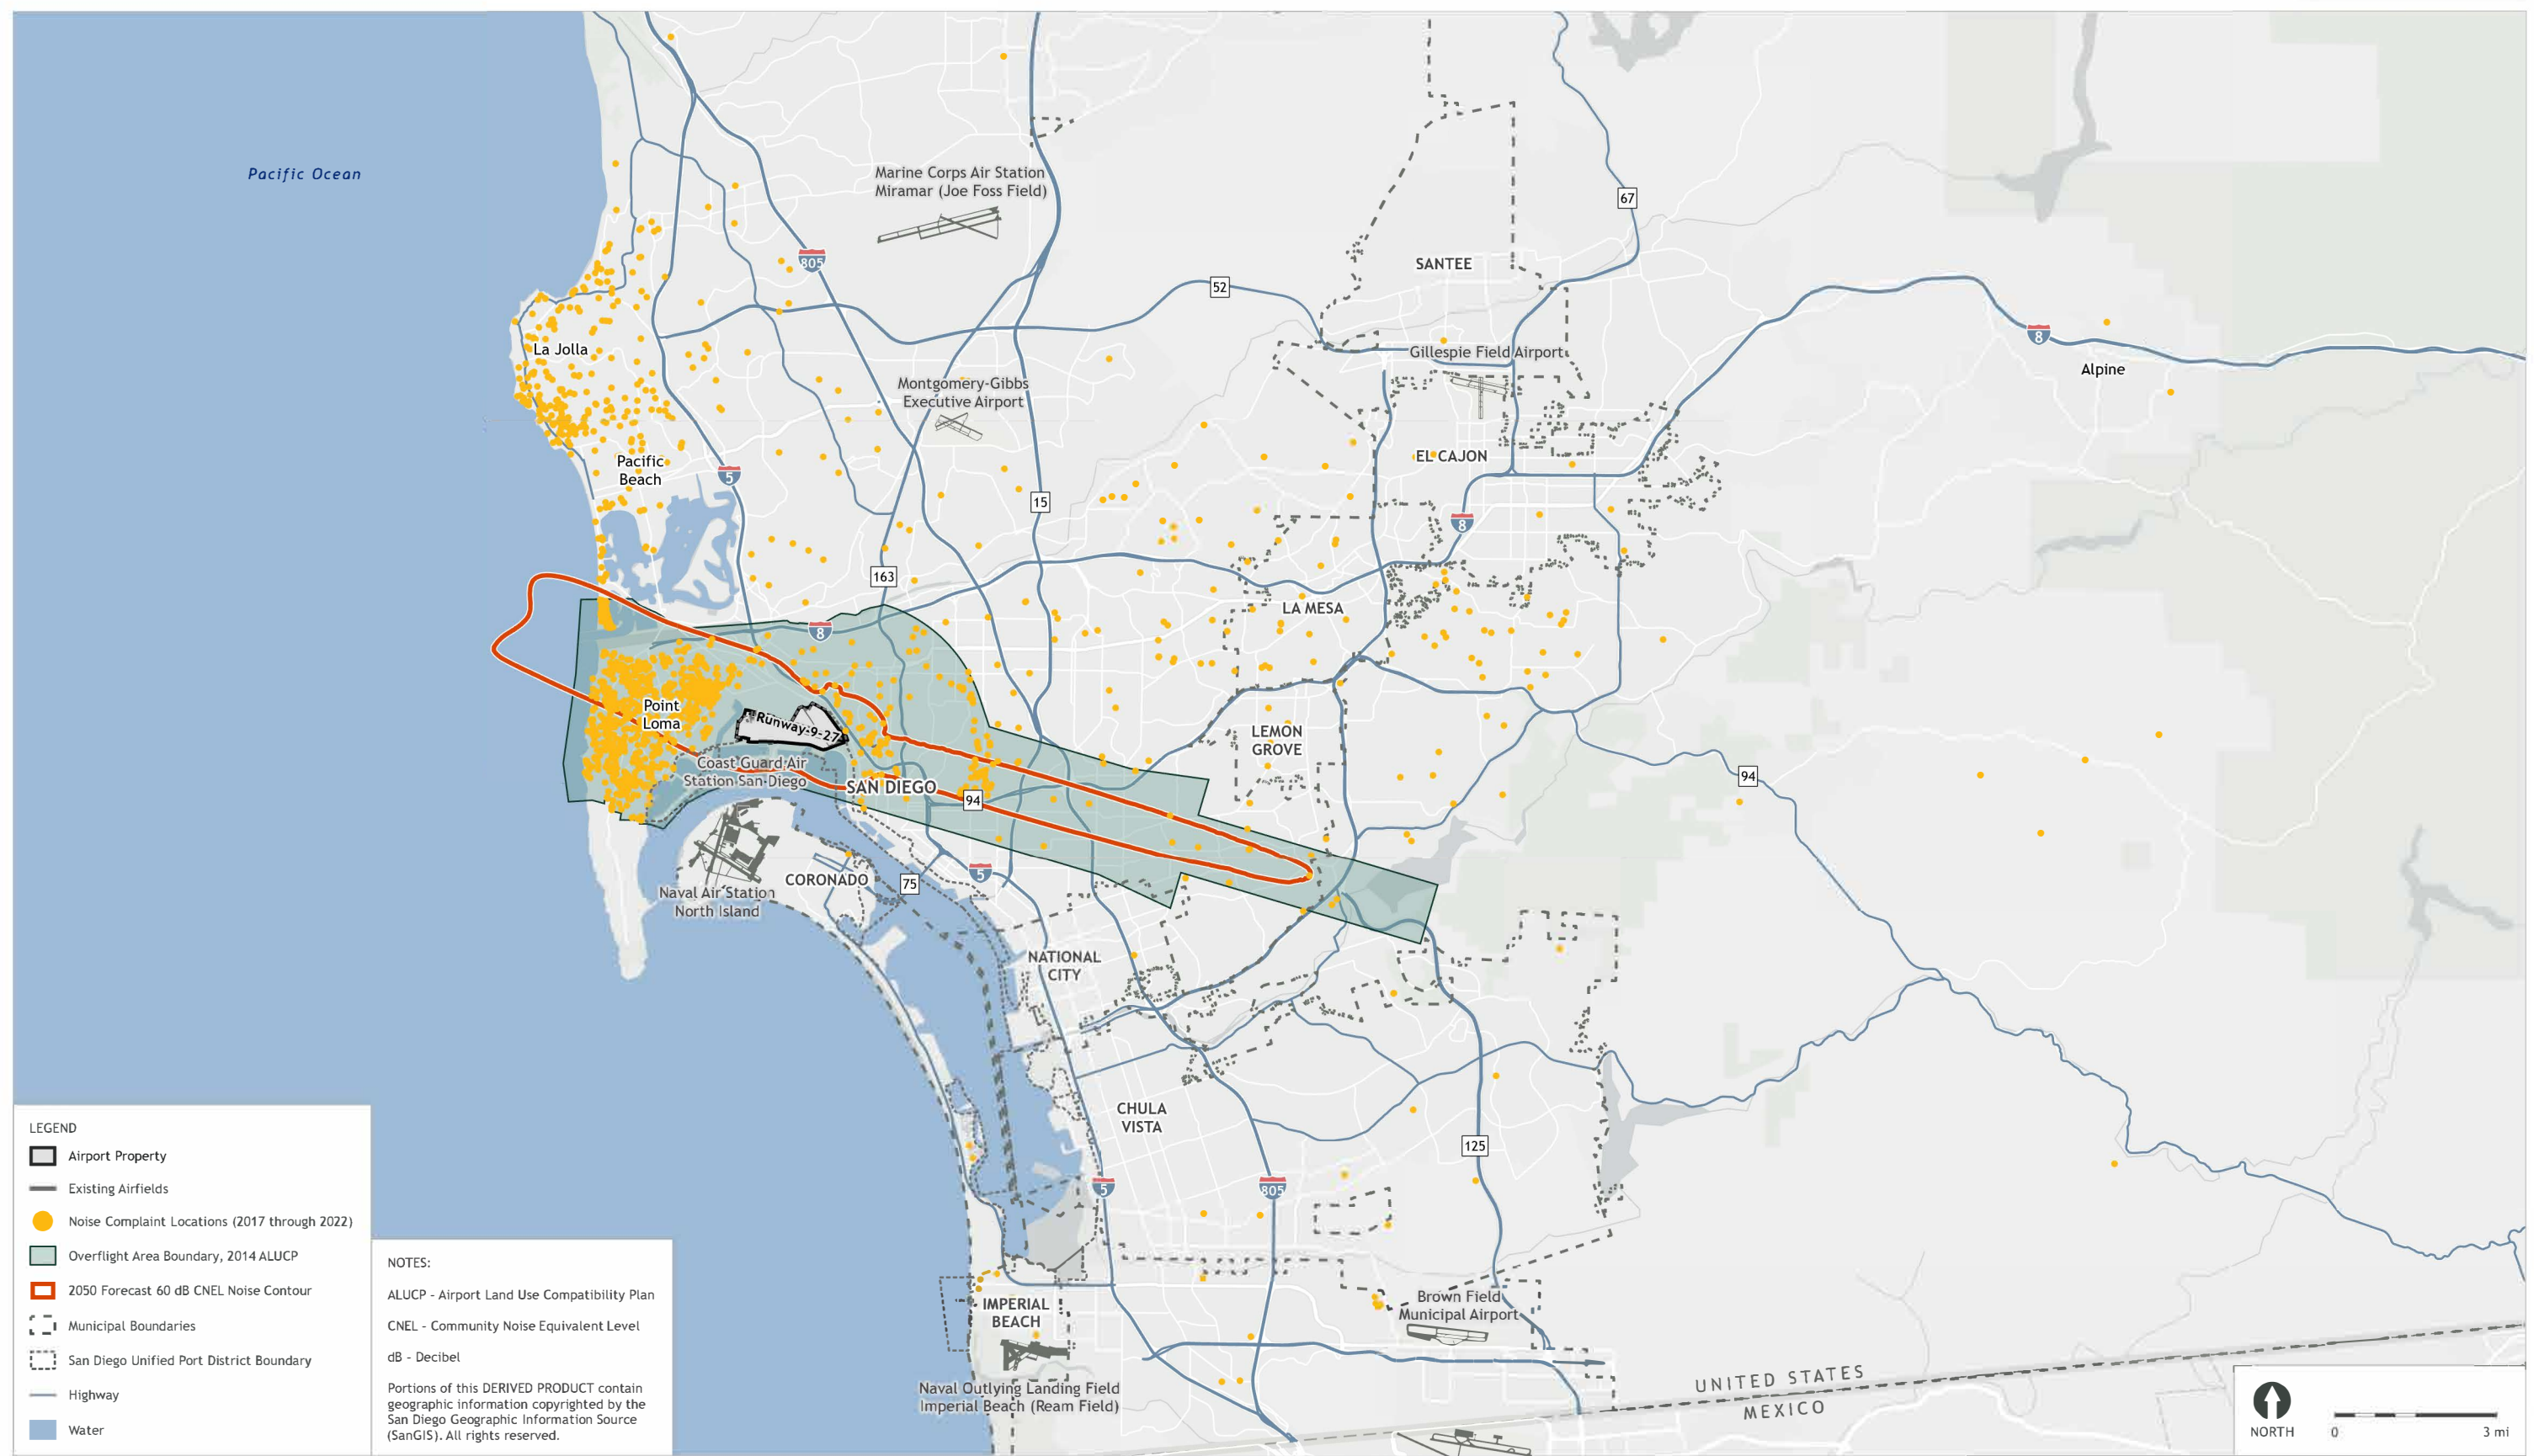 Pacific Ocean
Marine Corps Air Station
Miramar (Joe Foss Field)
67
805
SANTEE
52
8
La Jolla
Gillespie Field Airport
Alpine
Montgomery-Gibbs
Executive Airport
Pacific
Beach
EL CAJON
5
15
8
163
LA MESA
8
Point
Loma
Runway-9-27
LEMON
GROVE
Coast Guard Air
Station San Diego
SAN DIEGO
94
94
CORONADO
75
5
Naval Air Station
North Island
NATIONAL
CITY
CHULA
VISTA
125
5
805
IMPERIAL
BEACH
Brown Field
Municipal Airport
Naval Outlying Landing Field
Imperial Beach (Ream Field)
UNITED STATES
MEXICO
LEGEND
Airport Property
Existing Airfields
Noise Complaint Locations (2017 through 2022)
Overflight Area Boundary, 2014 ALUCP
2050 Forecast 60 dB CNEL Noise Contour
Municipal Boundaries
San Diego Unified Port District Boundary
Highway
Water
NOTES:
ALUCP - Airport Land Use Compatibility Plan
CNEL - Community Noise Equivalent Level
dB - Decibel
Portions of this DERIVED PRODUCT contain
geographic information copyrighted by the
San Diego Geographic Information Source
(SanGIS). All rights reserved.
NORTH
0
3 mi